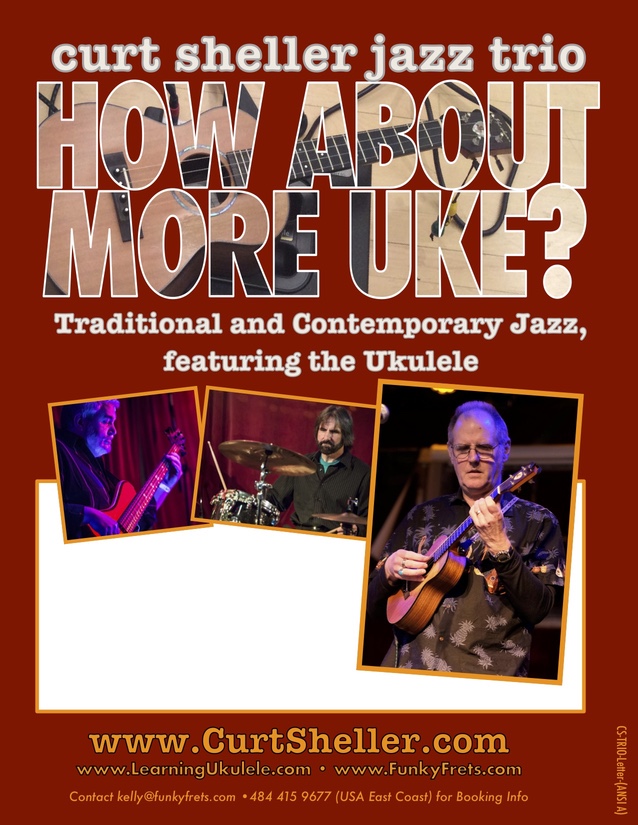 curt sheller jazz trio
HOW ABOUT
MORE UKE?
Traditional and Contemporary Jazz,
featuring the Ukulele
www.CurtSheller.com
www.LearningUkulele.com • www.FunkyFrets.com
Contact kelly@funkyfrets.com •484 415 9677 (USA East Coast) for Booking Info
CS-TRIO-Letter-(ANSI A)